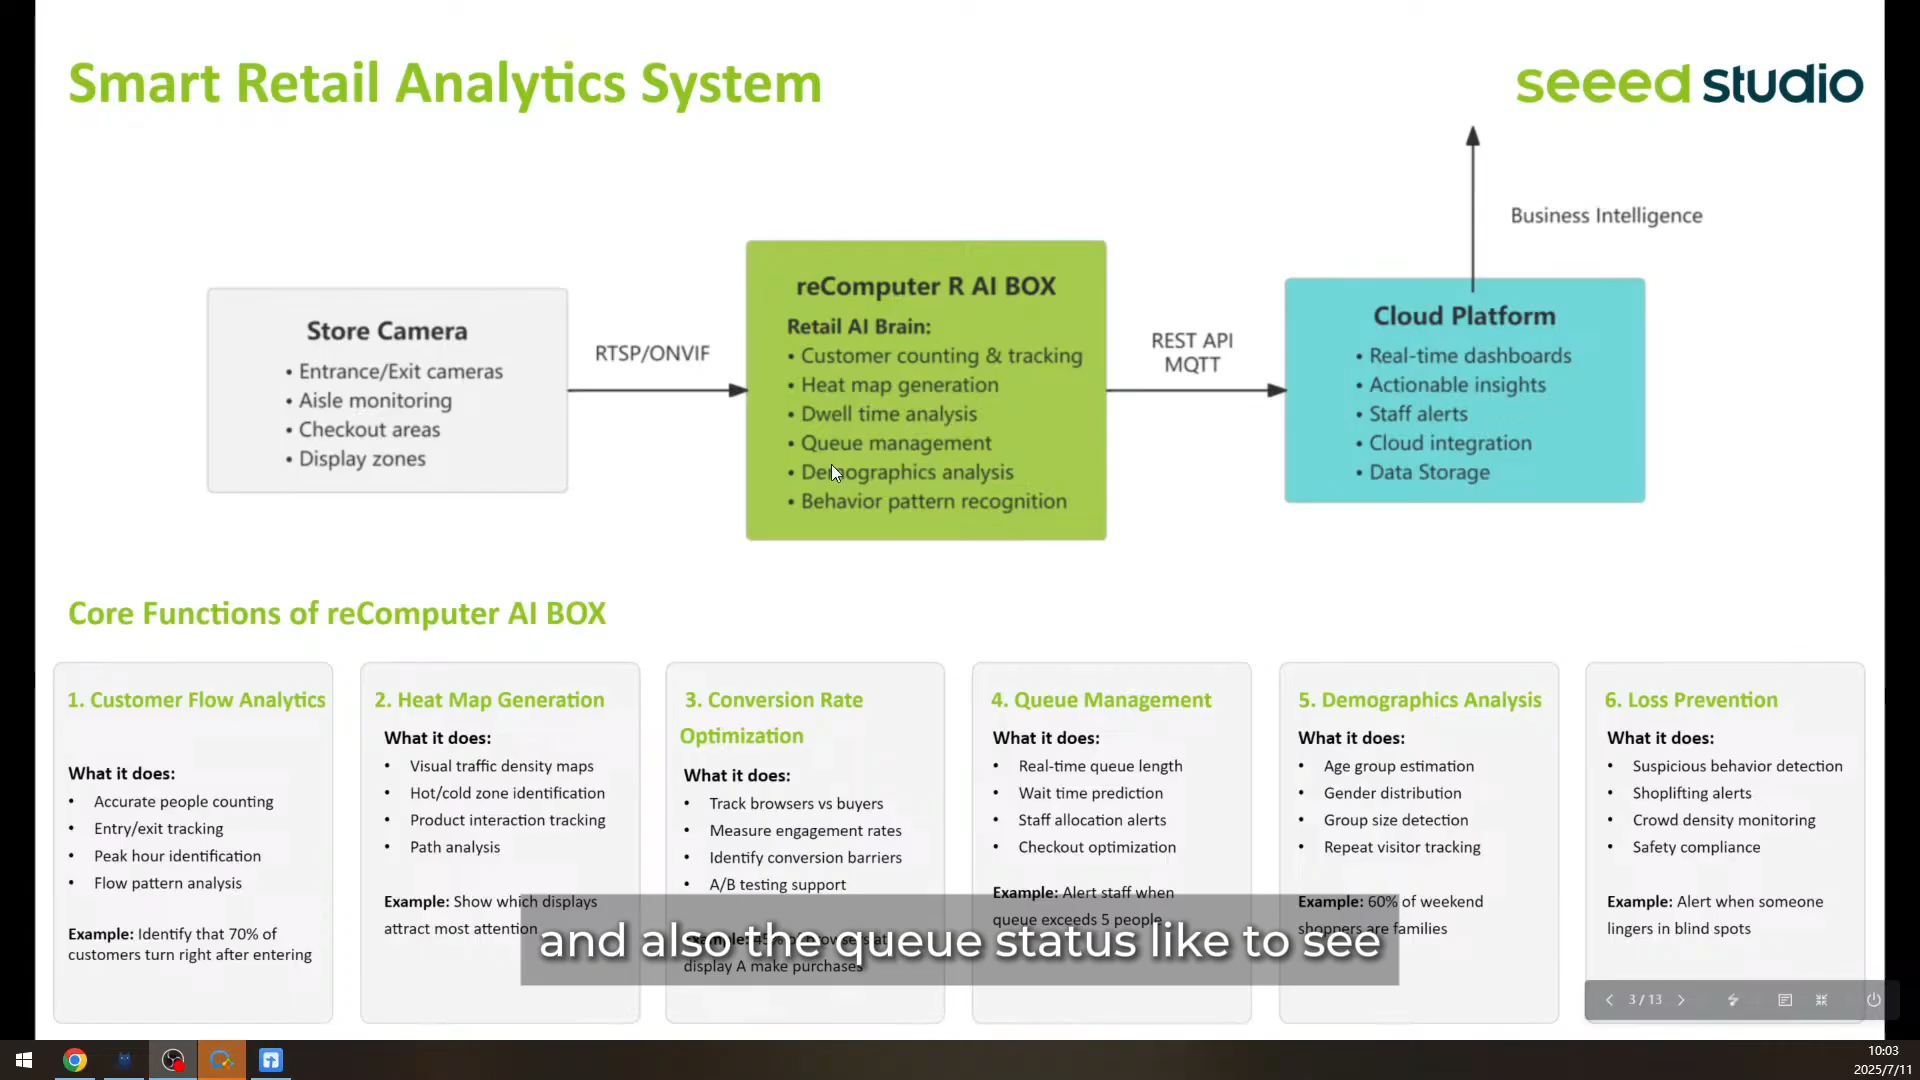 Smart Retail Analytics System
seeed studio
Business Intelligence
Store Camera
• Entrance/Exit cameras
• Aisle monitoring
• Checkout areas
• Display zones
RTSP/ONVIF
reComputer R AI BOX
Retail AI Brain:
• Customer counting & tracking
• Heat map generation
• Dwell time analysis
• Queue management
• Demographics analysis
• Behavior pattern recognition
REST API
MQTT
Cloud Platform
• Real-time dashboards
• Actionable insights
• Staff alerts
• Cloud integration
• Data Storage
Core Functions of reComputer AI BOX
1. Customer Flow Analytics
What it does:
• Accurate people counting
• Entry/exit tracking
• Peak hour identification
• Flow pattern analysis
Example: Identify that 70% of
customers turn right after entering
2. Heat Map Generation
What it does:
• Visual traffic density maps
• Hot/cold zone identification
• Product interaction tracking
• Path analysis
Example: Show which displays
attract most attention
3. Conversion Rate
Optimization
What it does:
• Track browsers vs buyers
• Measure engagement rates
• Identify conversion barriers
• A/B testing support
display A make purchases
4. Queue Management
What it does:
• Real-time queue length
• Wait time prediction
• Staff allocation alerts
• Checkout optimization
Example: Alert staff when
queue exceeds 5 people
5. Demographics Analysis
What it does:
• Age group estimation
• Gender distribution
• Group size detection
• Repeat visitor tracking
Example: 60% of weekend
shoppers are families
6. Loss Prevention
What it does:
• Suspicious behavior detection
• Shoplifting alerts
• Crowd density monitoring
• Safety compliance
Example: Alert when someone
lingers in blind spots
and also the queue status like to see
3 / 13
10:03
2025/7/11